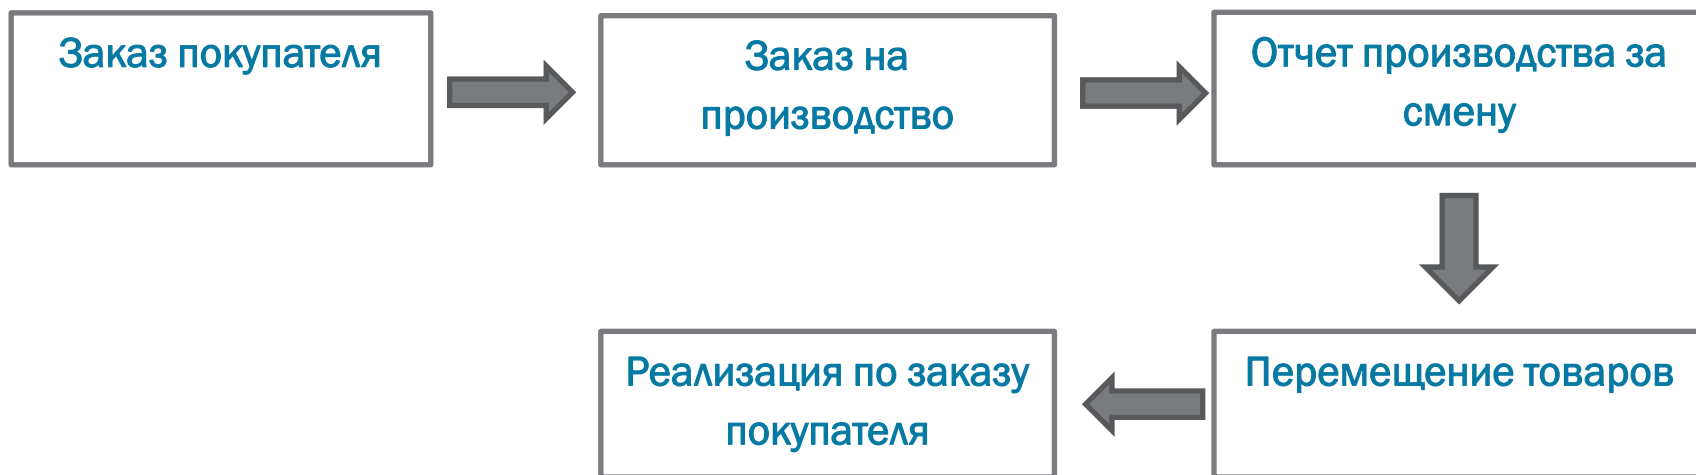 Заказ покупателя
Заказ на
производство
Отчет производства за
смену
Перемещение товаров
Реализация по заказу
покупателя